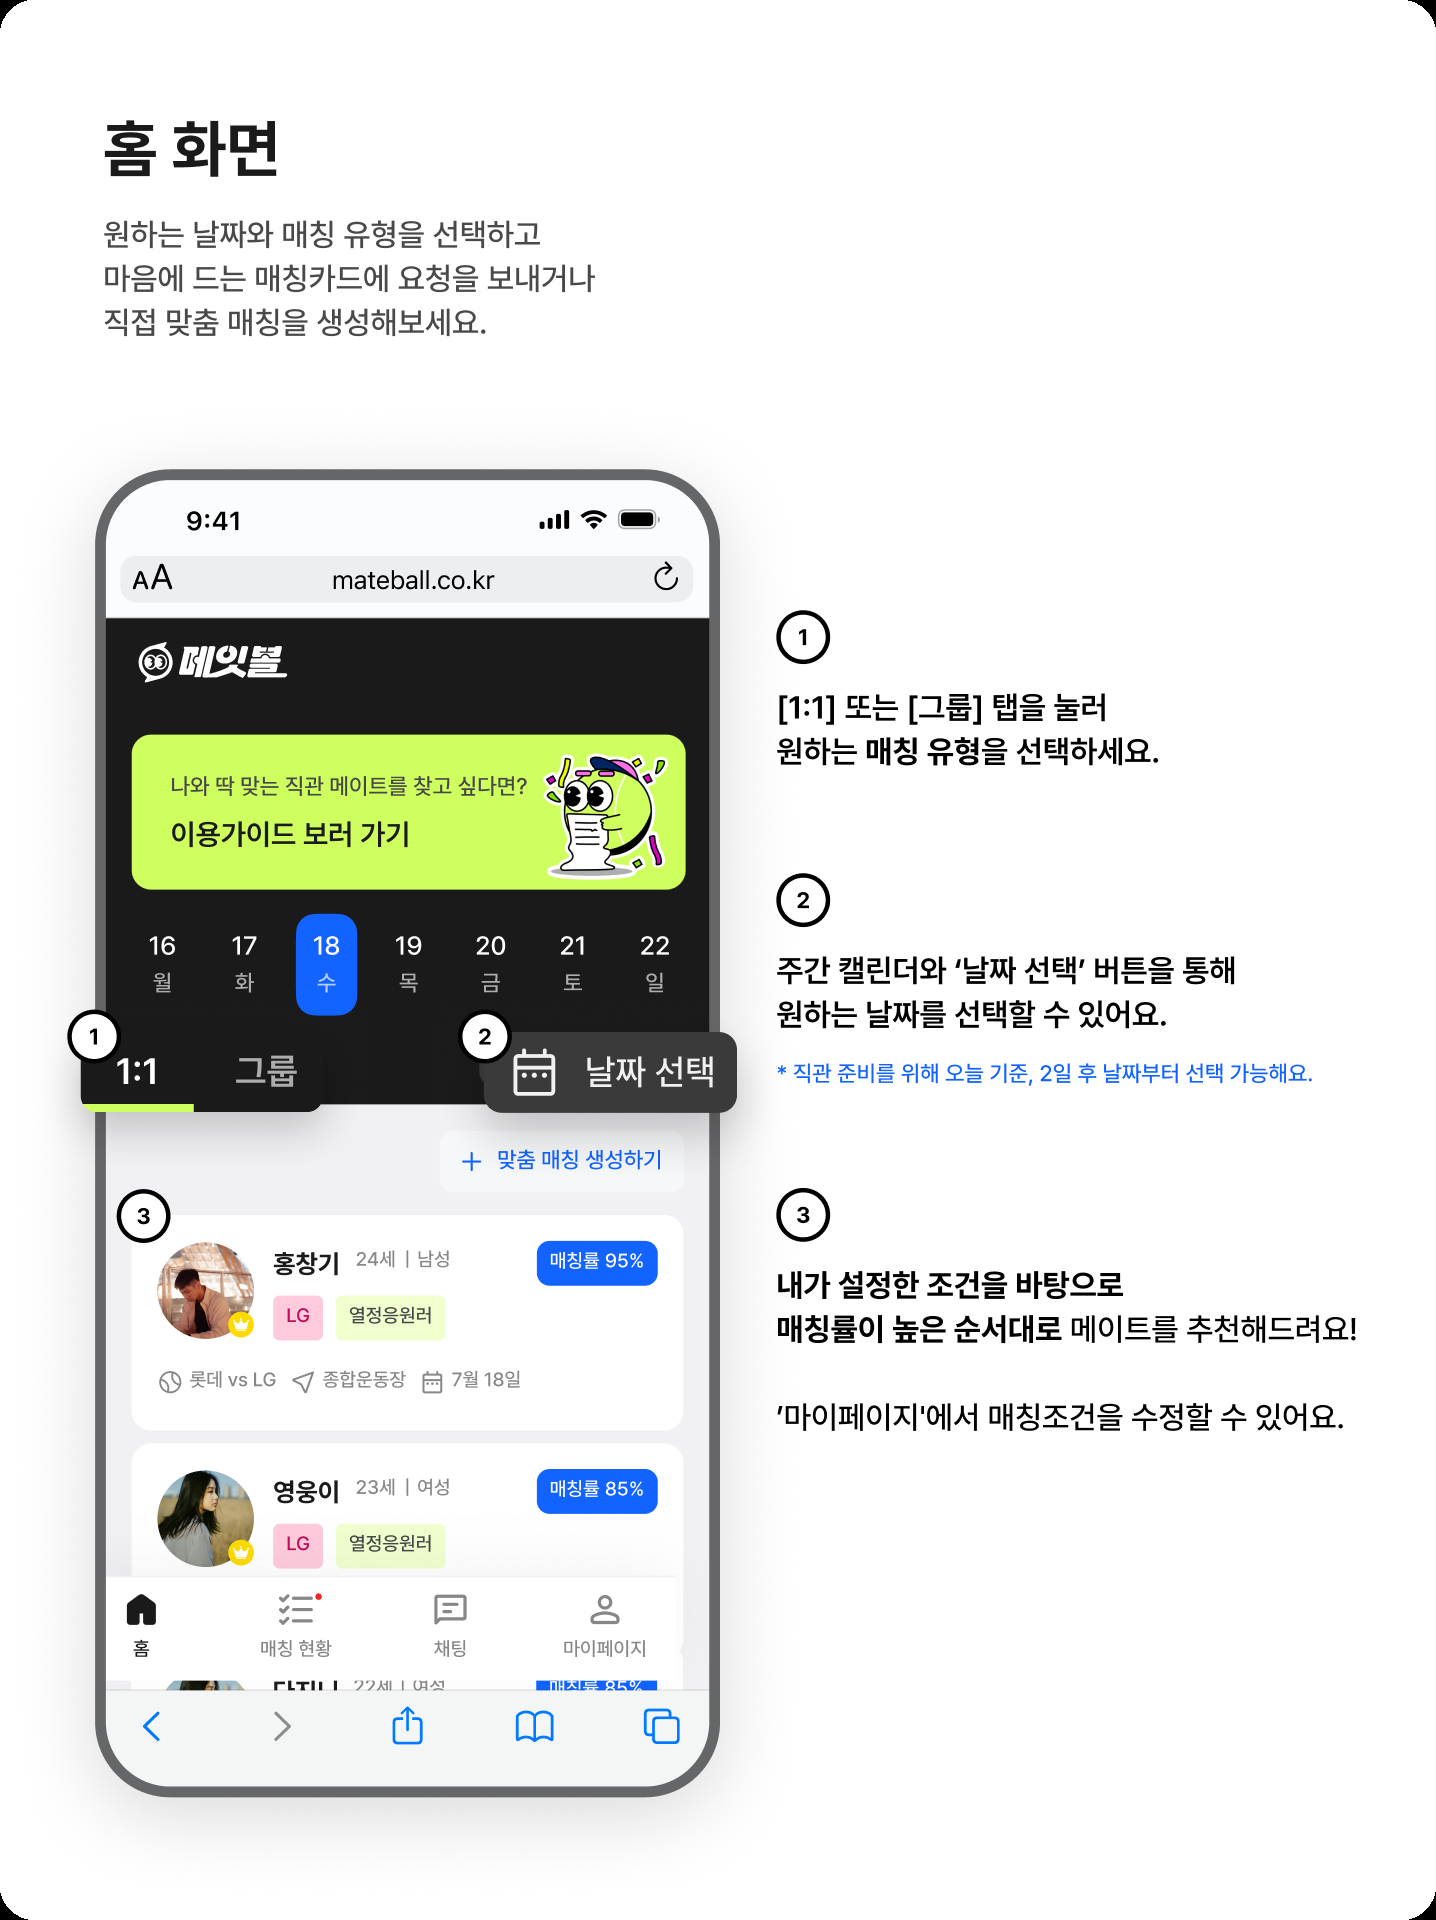 홈 화면
원하는 날짜와 매칭 유형을 선택하고
마음에 드는 매칭카드에 요청을 보내거나
직접 맞춤 매칭을 생성해보세요.
9:41
AA
mateball.co.kr
메잇볼
나와 딱 맞는 직관 메이트를 찾고 싶다면?
이용가이드 보러 가기
16 17 18 19 20 21 22
월 화 수 목 금 토 일
1
1:1 그룹
2
날짜 선택
+ 맞춤 매칭 생성하기
3
홍창기 24세 | 남성 매칭률 95%
LG 열정응원러
롯데 vs LG 종합운동장 7월 18일
영웅이 23세 | 여성 매칭률 85%
LG 열정응원러
홈 매칭 현황 채팅 마이페이지
22세 | 여성 매칭률 85%
1
[1:1] 또는 [그룹] 탭을 눌러
원하는 매칭 유형을 선택하세요.
2
주간 캘린더와 ‘날짜 선택’ 버튼을 통해
원하는 날짜를 선택할 수 있어요.
* 직관 준비를 위해 오늘 기준, 2일 후 날짜부터 선택 가능해요.
3
내가 설정한 조건을 바탕으로
매칭률이 높은 순서대로 메이트를 추천해드려요!
’마이페이지'에서 매칭조건을 수정할 수 있어요.